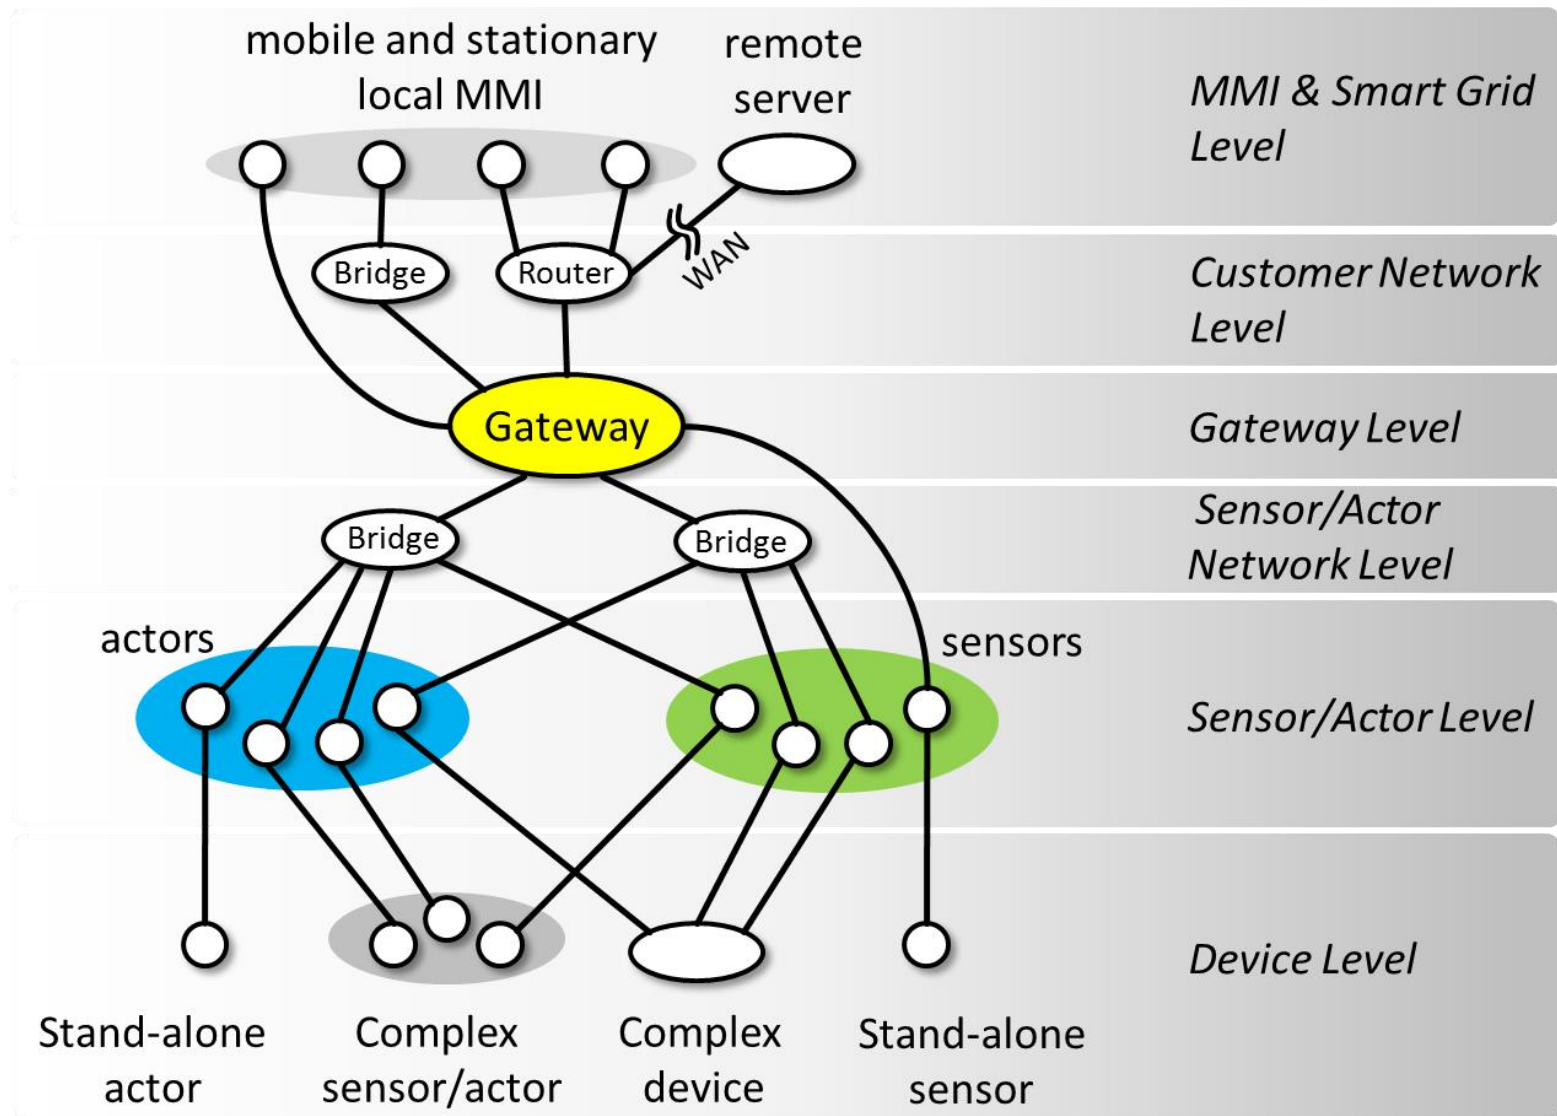 mobile and stationary
local MMI
remote
server
MMI & Smart Grid
Level
Bridge
Router
WAN
Customer Network
Level
Gateway
Gateway Level
Bridge
Bridge
Sensor/Actor
Network Level
actors
sensors
Sensor/Actor Level
Device Level
Stand-alone
actor
Complex
sensor/actor
Complex
device
Stand-alone
sensor